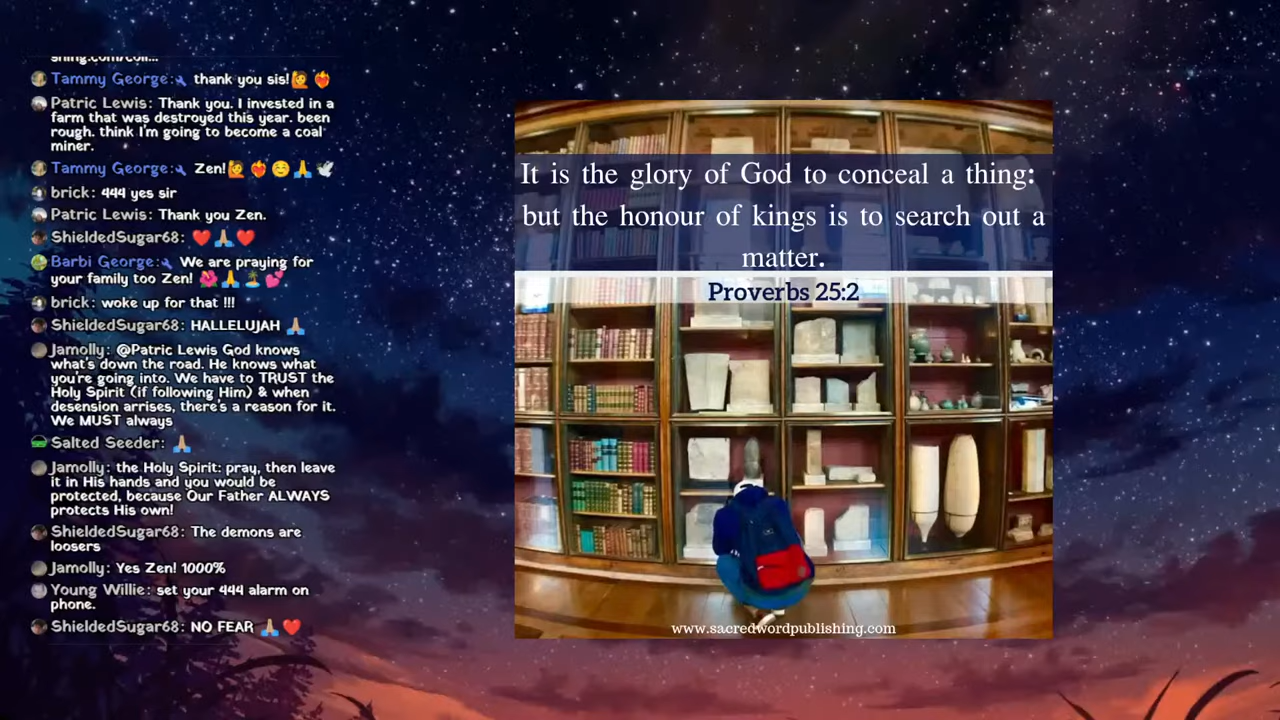 shing.com/coll...
Tammy George: thank you sis!🙋❤️‍🔥
Patric Lewis: Thank you. I invested in a
farm that was destroyed this year. been
rough. think I'm going to become a coal
miner.
Tammy George: Zen!🙋❤️‍🔥☺️🙏🕊️
brick: 444 yes sir
Patric Lewis: Thank you Zen.
ShieldedSugar68: ❤️🙏🏼❤️
Barbi George: We are praying for
your family too Zen! 🌺🙏🏝️💕
brick: woke up for that !!!
ShieldedSugar68: HALLELUJAH 🙏🏼
Jamolly: @Patric Lewis God knows
what's down the road. He knows what
you're going into. We have to TRUST the
Holy Spirit (if following Him) & when
desension arrises, there's a reason for it.
We MUST always
Salted Seeder: 🙏🏼
Jamolly: the Holy Spirit: pray, then leave
it in His hands and you would be
protected, because Our Father ALWAYS
protects His own!
ShieldedSugar68: The demons are
loosers
Jamolly: Yes Zen! 1000%
Young Willie: set your 444 alarm on
phone.
ShieldedSugar68: NO FEAR 🙏🏼❤️
It is the glory of God to conceal a thing:
but the honour of kings is to search out a
matter.
Proverbs 25:2
www.sacredwordpublishing.com